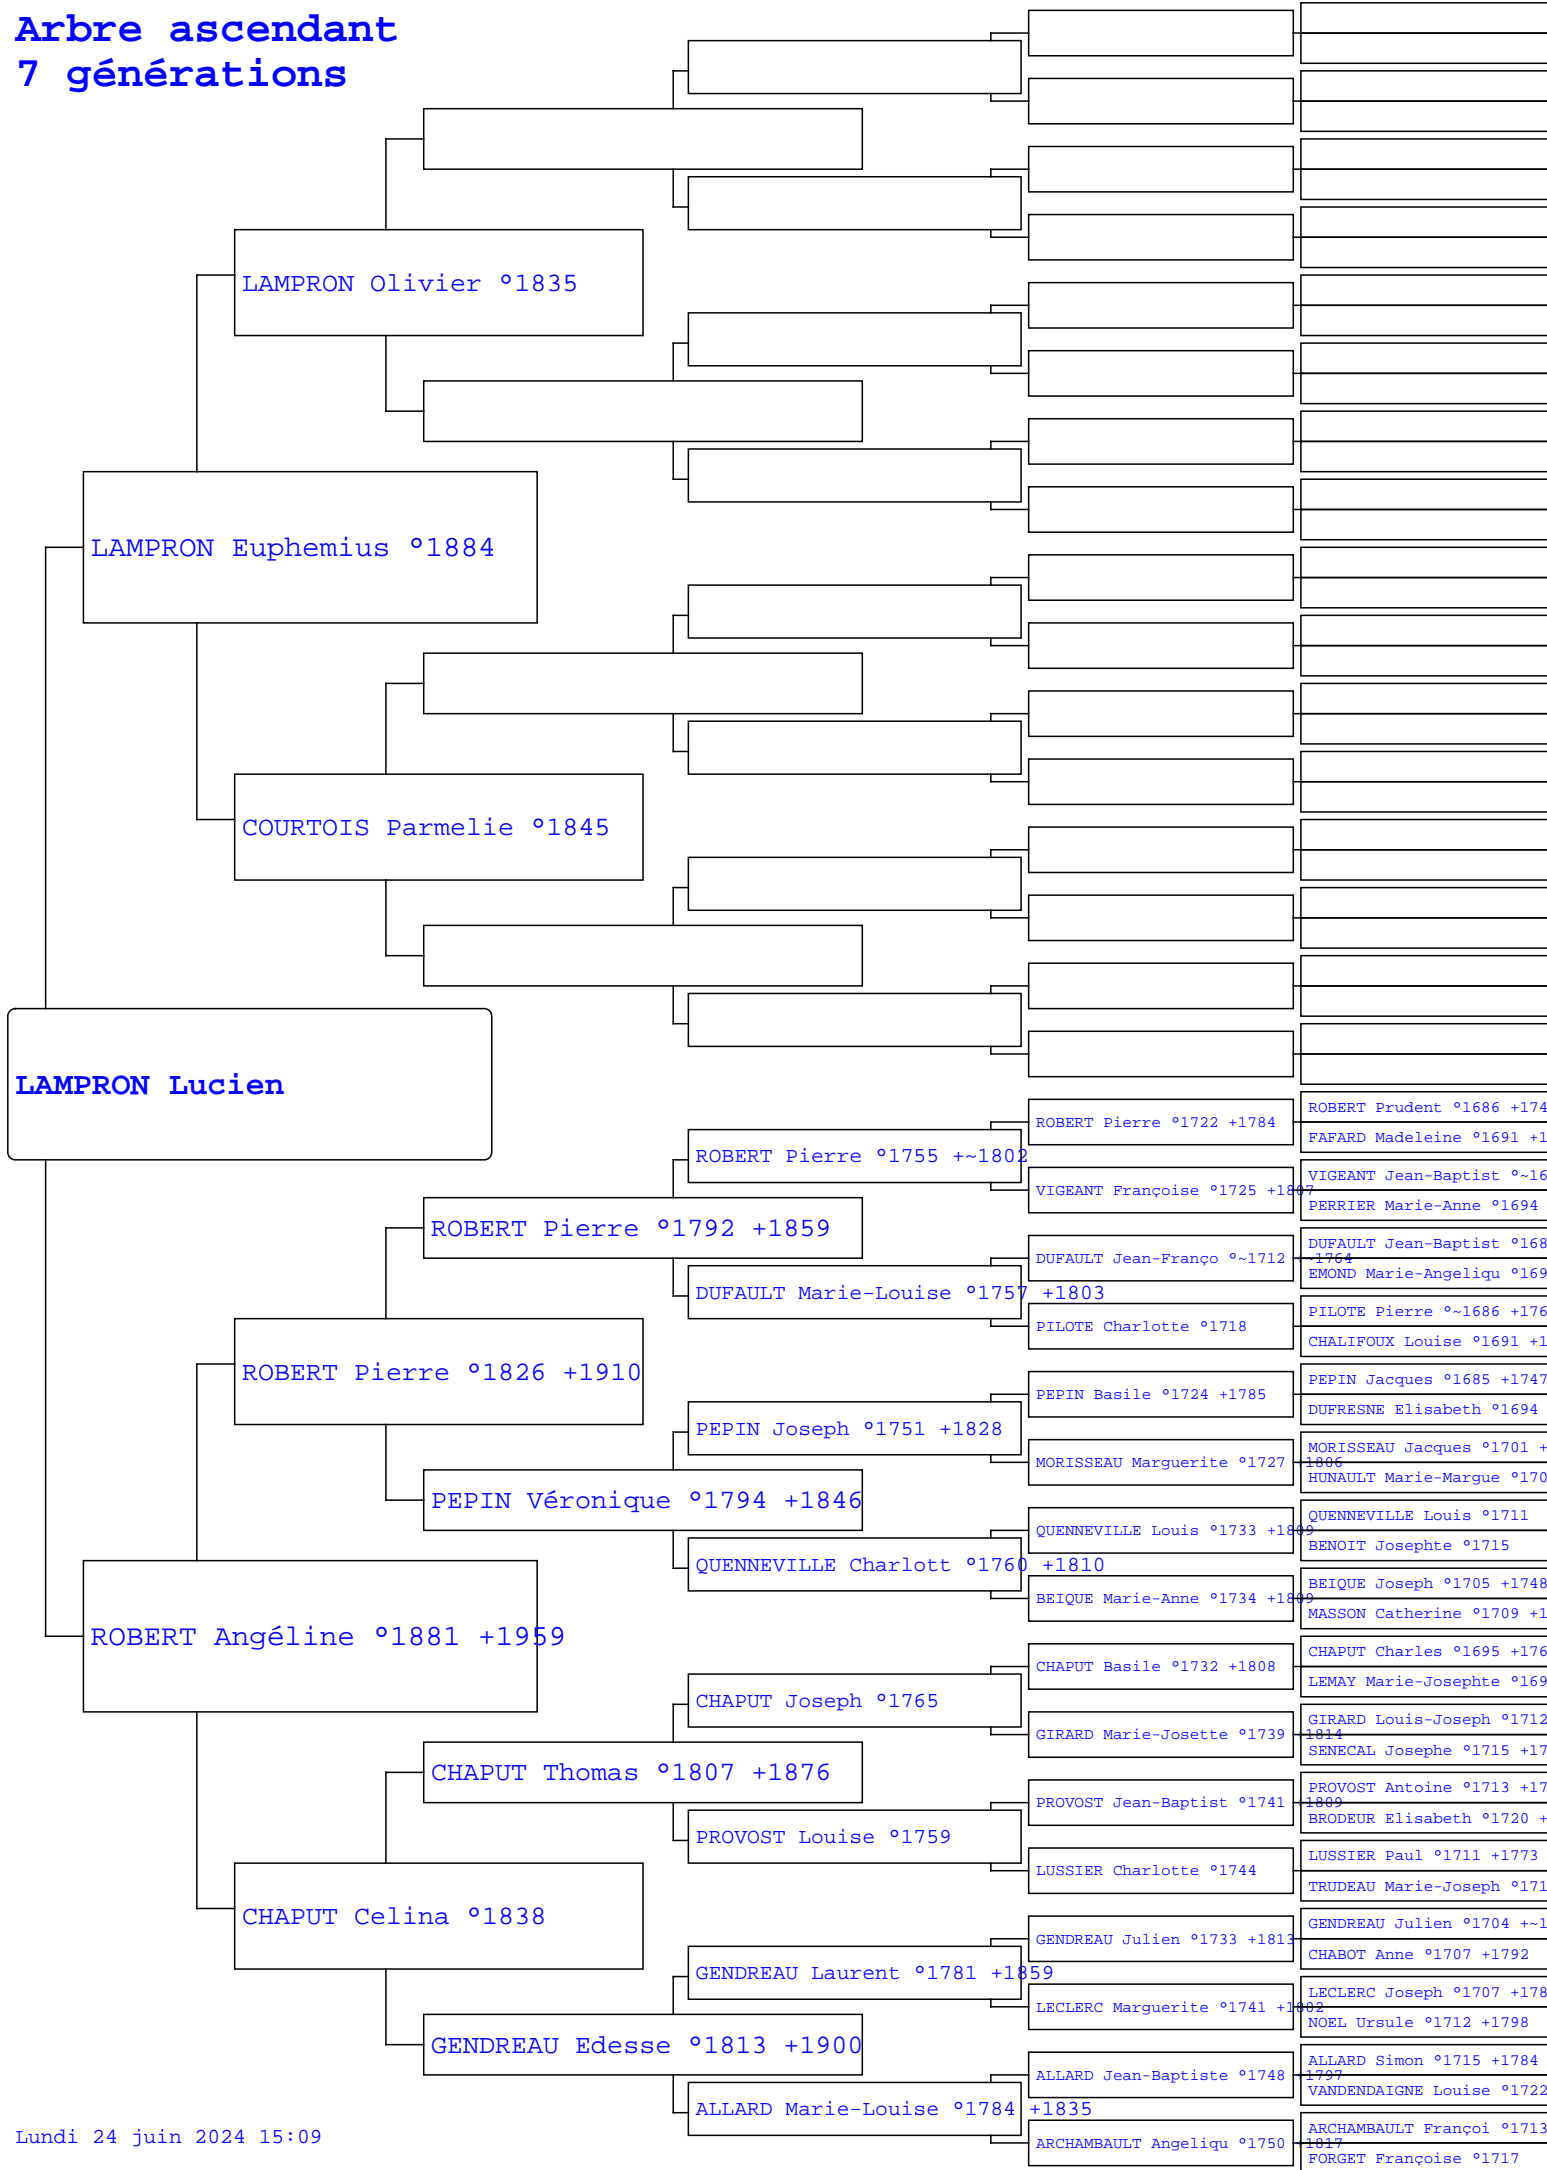 Arbre ascendant
7 générations
LAMPRON Olivier °1835
LAMPRON Euphemius °1884
COURTOIS Parmelie °1845
LAMPRON Lucien
ROBERT Prudent °1686 +174
ROBERT Pierre °1722 +1784
FAFARD Madeleine °1691 +1
ROBERT Pierre °1755 +~1802
VIGEANT Jean-Baptist °~16
VIGEANT Françoise °1725 +1807
PERRIER Marie-Anne °1694
ROBERT Pierre °1792 +1859
DUFAULT Jean-Baptist °168
DUFAULT Jean-Franço °~1712 +~1764
EMOND Marie-Angeliqu °169
DUFAULT Marie-Louise °1757 +1803
PILOTE Pierre °~1686 +176
PILOTE Charlotte °1718
CHALIFOUX Louise °1691 +1
ROBERT Pierre °1826 +1910
PEPIN Jacques °1685 +1747
PEPIN Basile °1724 +1785
DUFRESNE Elisabeth °1694
PEPIN Joseph °1751 +1828
MORISSEAU Jacques °1701 +
MORISSEAU Marguerite °1727 +1806
HUNAULT Marie-Margue °170
PEPIN Véronique °1794 +1846
QUENNEVILLE Louis °1711
QUENNEVILLE Louis °1733 +1809
BENOIT Josephte °1715
QUENNEVILLE Charlott °1760 +1810
BEIQUE Joseph °1705 +1748
BEIQUE Marie-Anne °1734 +1809
MASSON Catherine °1709 +1
ROBERT Angéline °1881 +1959
CHAPUT Charles °1695 +176
CHAPUT Basile °1732 +1808
LEMAY Marie-Josephte °169
CHAPUT Joseph °1765
GIRARD Louis-Joseph °1712
GIRARD Marie-Josette °1739 +1814
SENECAL Josephe °1715 +17
CHAPUT Thomas °1807 +1876
PROVOST Antoine °1713 +17
PROVOST Jean-Baptist °1741 +1809
BRODEUR Elisabeth °1720 +
PROVOST Louise °1759
LUSSIER Paul °1711 +1773
LUSSIER Charlotte °1744
TRUDEAU Marie-Joseph °171
CHAPUT Celina °1838
GENDREAU Julien °1704 +~1
GENDREAU Julien °1733 +1813
CHABOT Anne °1707 +1792
GENDREAU Laurent °1781 +1859
LECLERC Joseph °1707 +178
LECLERC Marguerite °1741 +1802
NOEL Ursule °1712 +1798
GENDREAU Edesse °1813 +1900
ALLARD Simon °1715 +1784
ALLARD Jean-Baptiste °1748 +1797
VANDENDAIGNE Louise °1722
ALLARD Marie-Louise °1784 +1835
ARCHAMBAULT Françoi °1713
ARCHAMBAULT Angeliqu °1750 +1817
FORGET Françoise °1717
Lundi 24 juin 2024 15:09